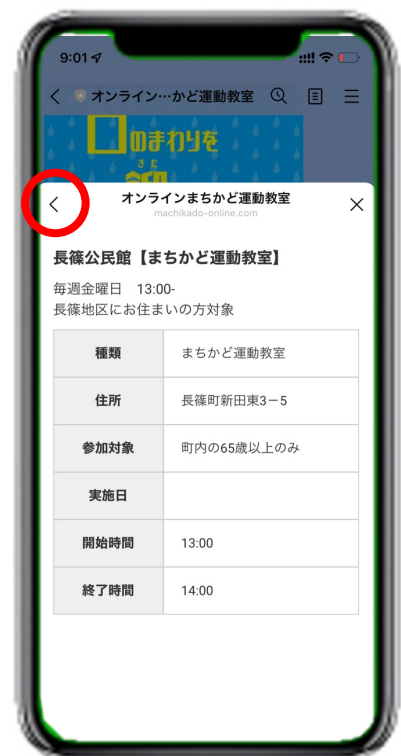 9:01
オンライン…かど運動教室
のまわりを
きよ
オンラインまちかど運動教室
machikado-online.com
長篠公民館【まちかど運動教室】
毎週金曜日　13:00-
長篠地区にお住まいの方対象
種類 まちかど運動教室
住所 長篠町新田東3－5
参加対象 町内の65歳以上のみ
実施日
開始時間 13:00
終了時間 14:00